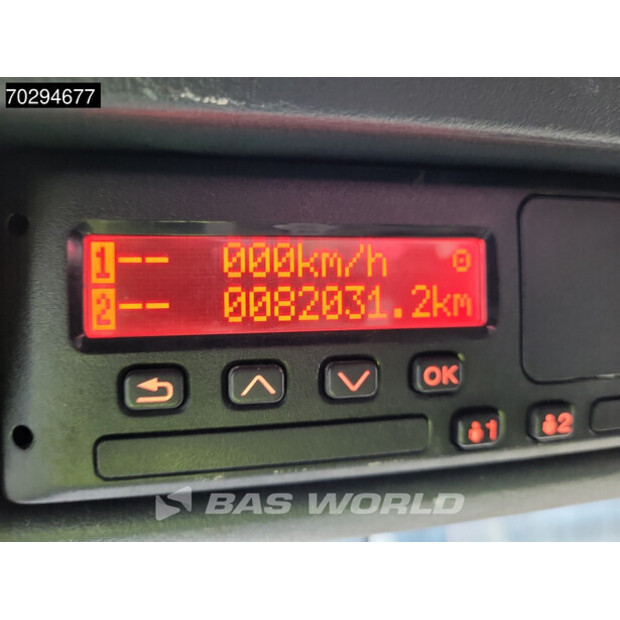 70294677
1-- 000km/h
2-- 0082031.2km
OK
1 2
BAS WORLD